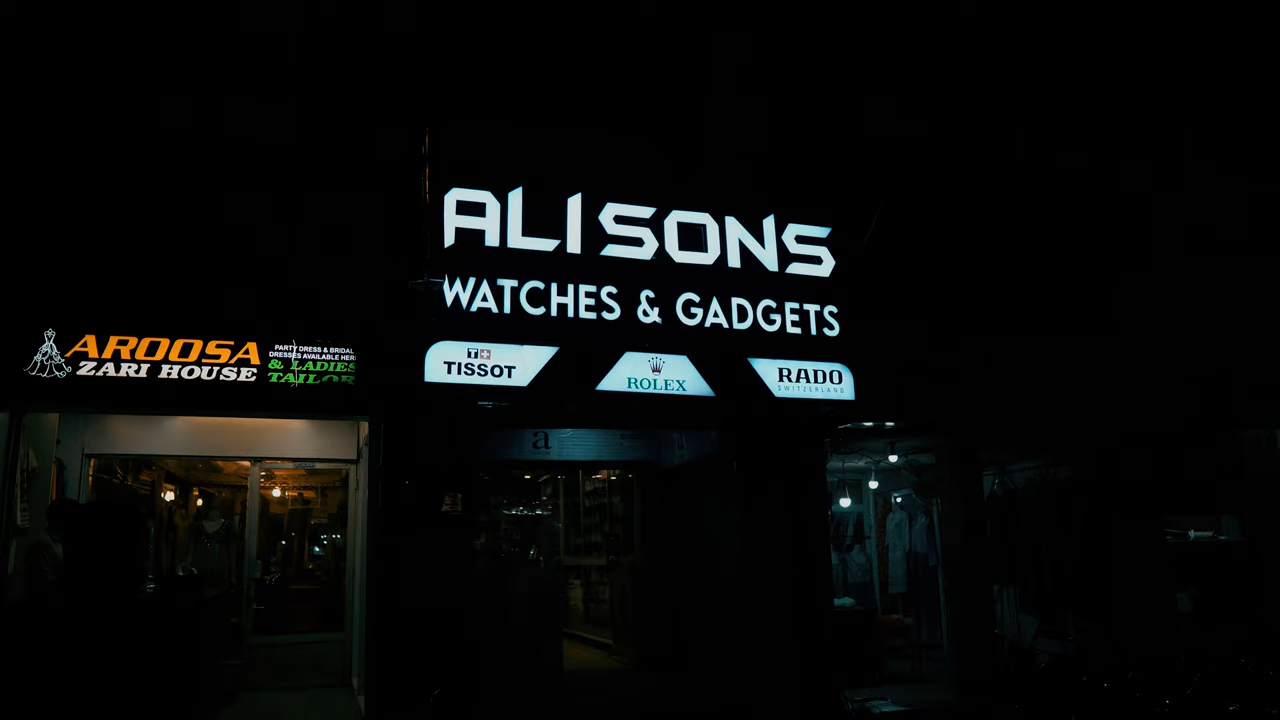 AROOSA
ZARI HOUSE
PARTY DRESS & BRIDAL
DRESSES AVAILABLE HERE
& LADIES
TAILOR
ALISONS
WATCHES & GADGETS
T+
TISSOT
ROLEX
RADO
SWITZERLAND
a